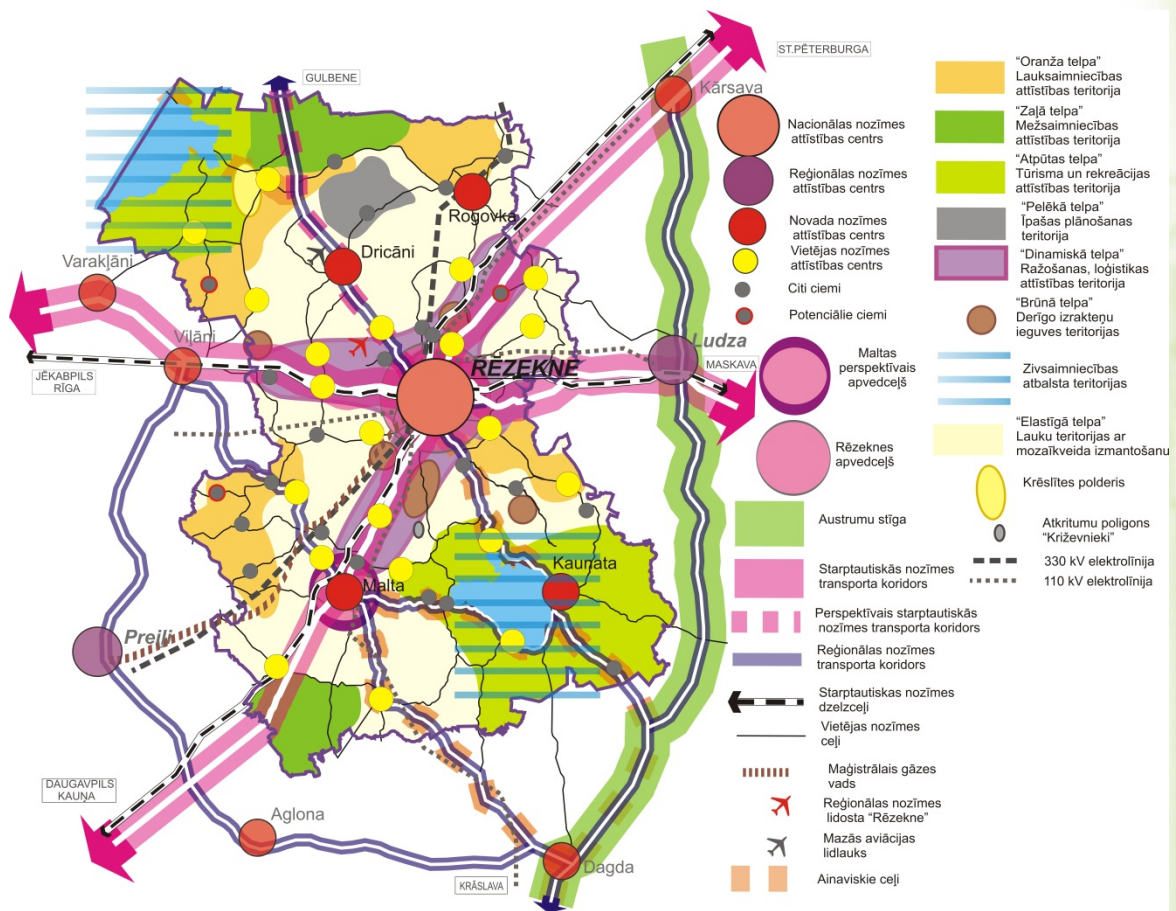 GULBENE
ST.PĒTERBURGA
Kārsava
Rogovka
Dricāni
Varakļāni
Viļāni
JĒKABPILS
RĪGA
RĒZEKNE
Ludza
MASKAVA
Malta
Kaunata
Preiļi
DAUGAVPILS
KAUŅA
Aglona
KRĀSLAVA
Dagda
Nacionālas nozīmes
attīstības centrs
Reģionālas nozīmes
attīstības centrs
Novada nozīmes
attīstības centrs
Vietējas nozīmes
attīstības centrs
Citi ciemi
Potenciālie ciemi
Maltas
perspektīvais
apvedceļš
Rēzeknes
apvedceļš
Austrumu stīga
Starptautiskās nozīmes
transporta koridors
Perspektīvais starptautiskās
nozīmes transporta koridors
Reģionālas nozīmes
transporta koridors
Starptautiskas nozīmes
dzelzceļi
Vietējas nozīmes
ceļi
Maģistrālais gāzes
vads
Reģionālas nozīmes
lidosta "Rēzekne"
Mazās aviācijas
lidlauks
Ainaviskie ceļi
"Oranža telpa"
Lauksaimniecības
attīstības teritorija
"Zaļā telpa"
Mežsaimniecības
attīstības teritorija
"Atpūtas telpa"
Tūrisma un rekreācijas
attīstības teritorija
"Pelēkā telpa"
Īpašas plānošanas
teritorija
"Dinamiskā telpa"
Ražošanas, loģistikas
attīstības teritorija
"Brūnā telpa"
Derīgo izrakteņu
ieguves teritorijas
Zivsaimniecības
atbalsta teritorijas
"Elastīgā telpa"
Lauku teritorijas ar
mozaīkveida izmantošanu
Krēslītes polderis
Atkritumu poligons
"Križevnieki"
330 kV elektrolīnija
110 kV elektrolīnija